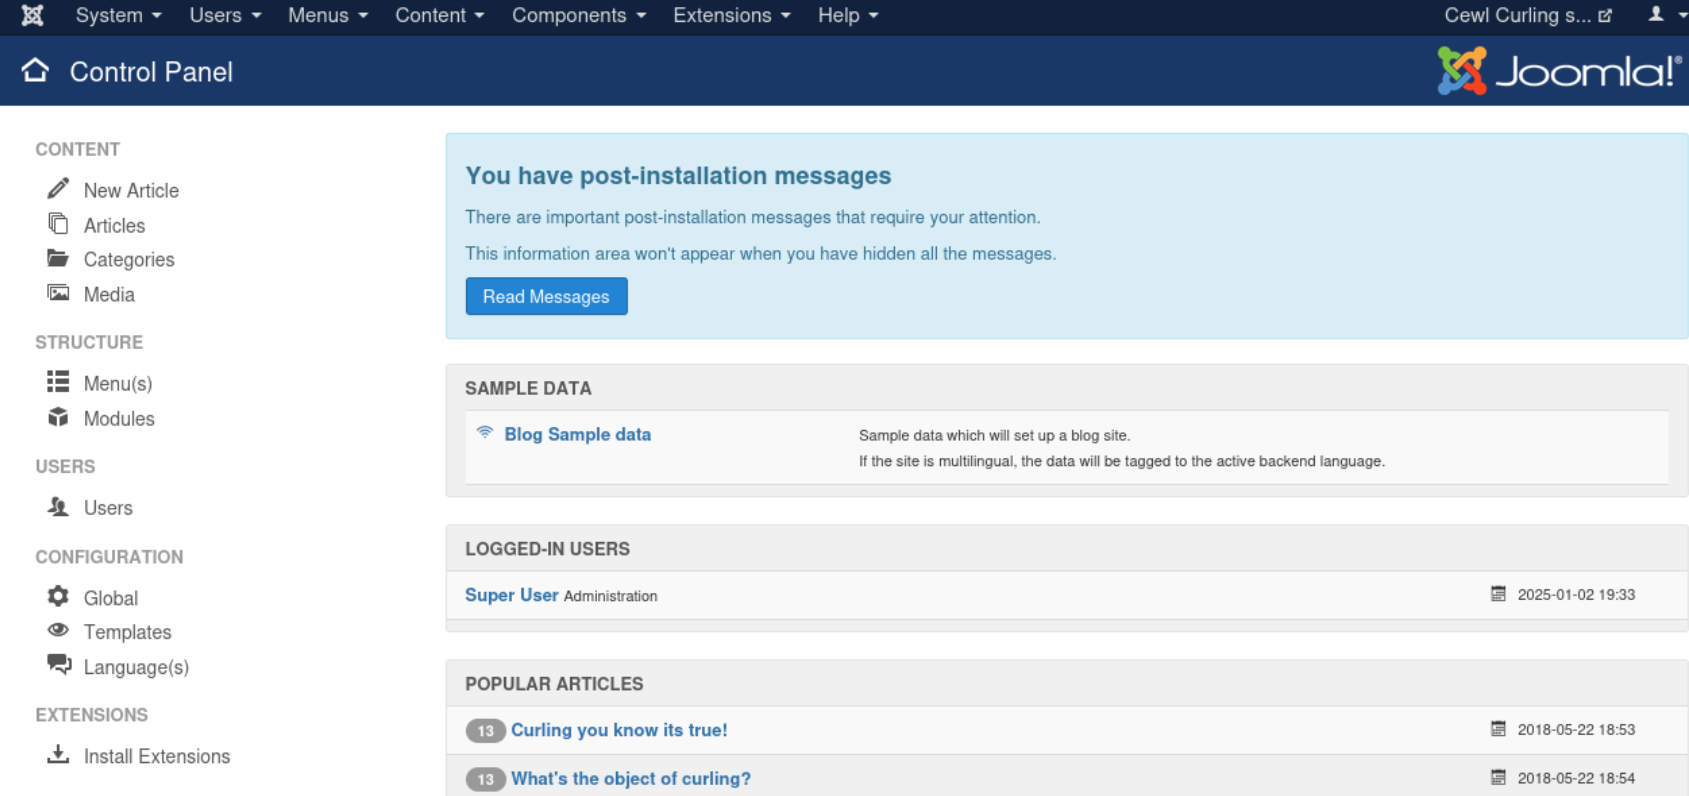 System Users Menus Content Components Extensions Help Cewl Curling s...
Control Panel Joomla!®
CONTENT
New Article
Articles
Categories
Media
STRUCTURE
Menu(s)
Modules
USERS
Users
CONFIGURATION
Global
Templates
Language(s)
EXTENSIONS
Install Extensions
You have post-installation messages
There are important post-installation messages that require your attention.
This information area won't appear when you have hidden all the messages.
Read Messages
SAMPLE DATA
Blog Sample data
Sample data which will set up a blog site.
If the site is multilingual, the data will be tagged to the active backend language.
LOGGED-IN USERS
Super User Administration 2025-01-02 19:33
POPULAR ARTICLES
13 Curling you know its true! 2018-05-22 18:53
13 What's the object of curling? 2018-05-22 18:54